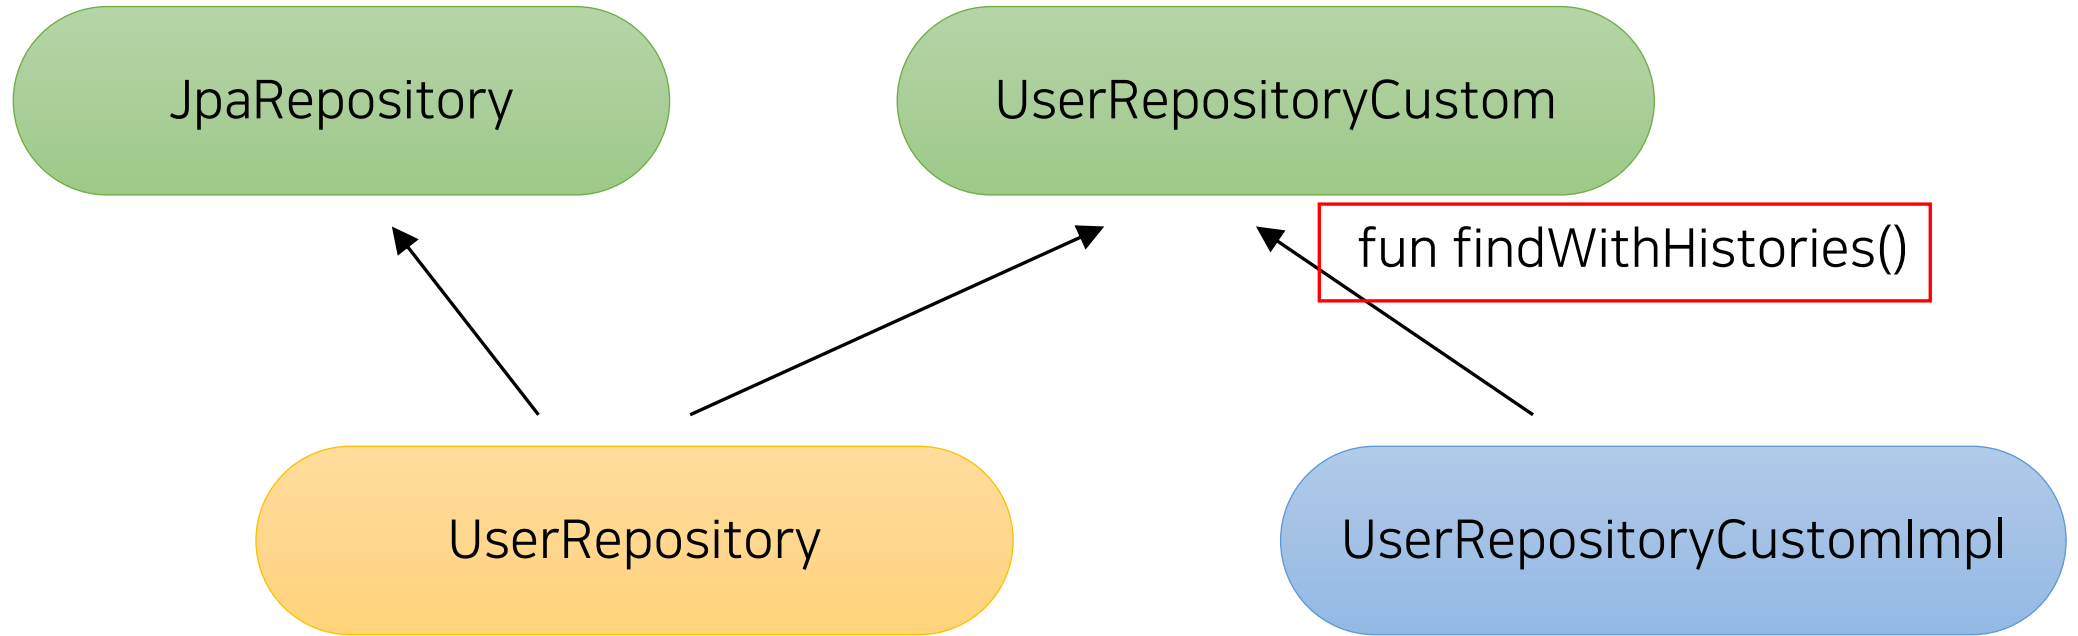 JpaRepository
UserRepositoryCustom
fun findWithHistories()
UserRepository
UserRepositoryCustomImpl